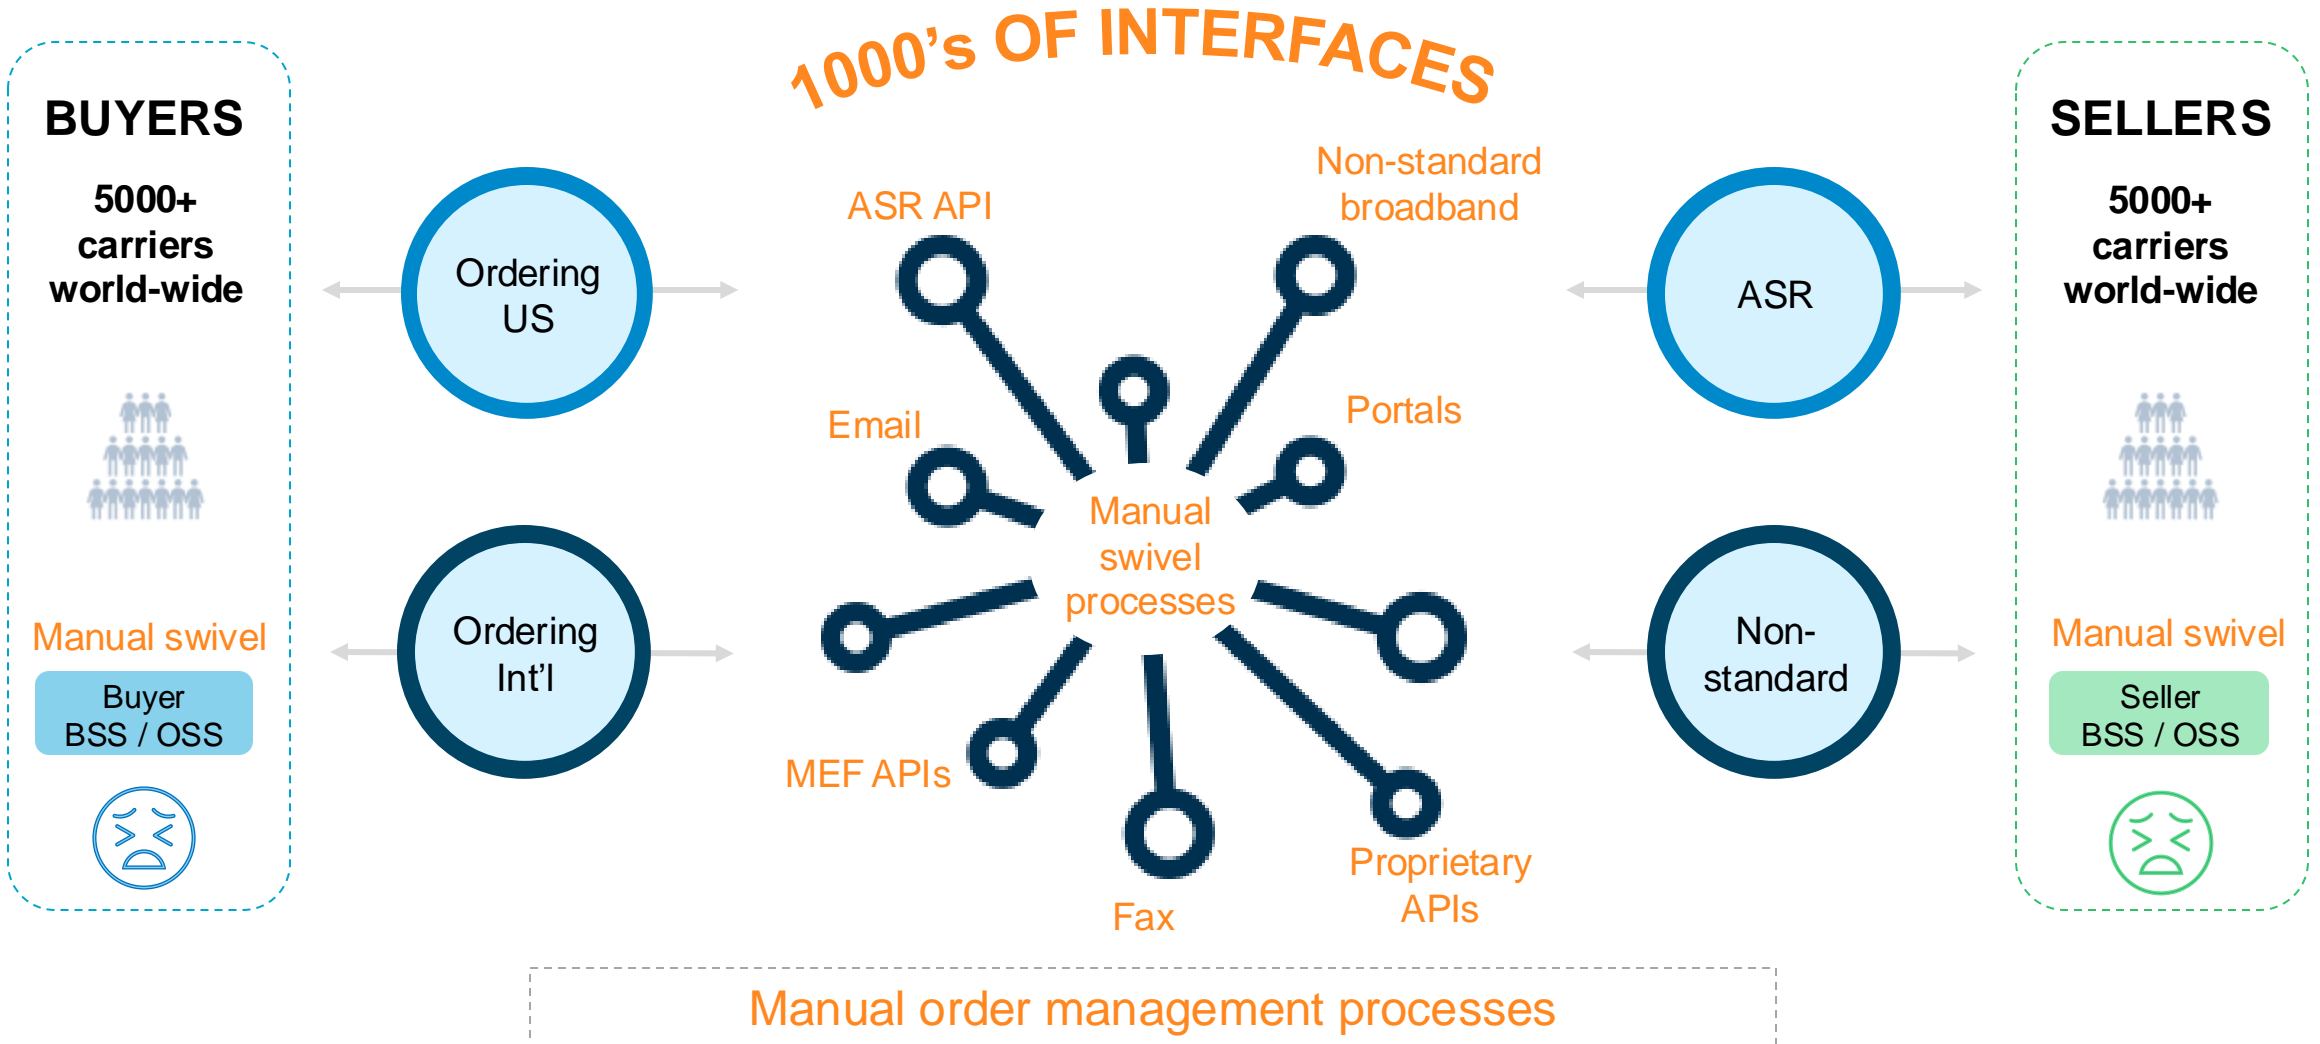 1000's OF INTERFACES
BUYERS
5000+
carriers
world-wide
Manual swivel
Buyer
BSS / OSS
Ordering
US
Ordering
Int'l
ASR API
Non-standard
broadband
Email
Portals
Manual
swivel
processes
MEF APIs
Fax
Proprietary
APIs
ASR
Non-
standard
SELLERS
5000+
carriers
world-wide
Manual swivel
Seller
BSS / OSS
Manual order management processes